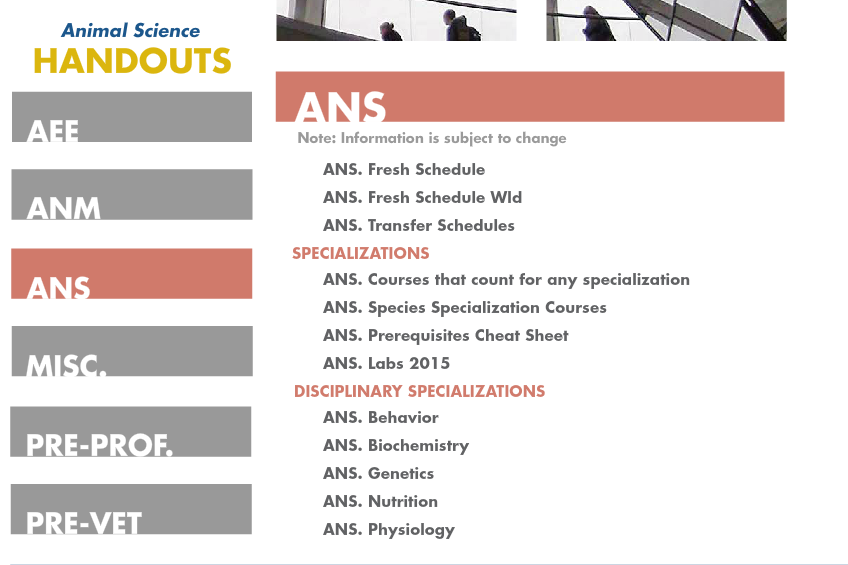 Animal Science
HANDOUTS
AEE
ANM
ANS
MISC.
PRE-PROF.
PRE-VET
ANS
Note: Information is subject to change
ANS. Fresh Schedule
ANS. Fresh Schedule Wld
ANS. Transfer Schedules
SPECIALIZATIONS
ANS. Courses that count for any specialization
ANS. Species Specialization Courses
ANS. Prerequisites Cheat Sheet
ANS. Labs 2015
DISCIPLINARY SPECIALIZATIONS
ANS. Behavior
ANS. Biochemistry
ANS. Genetics
ANS. Nutrition
ANS. Physiology